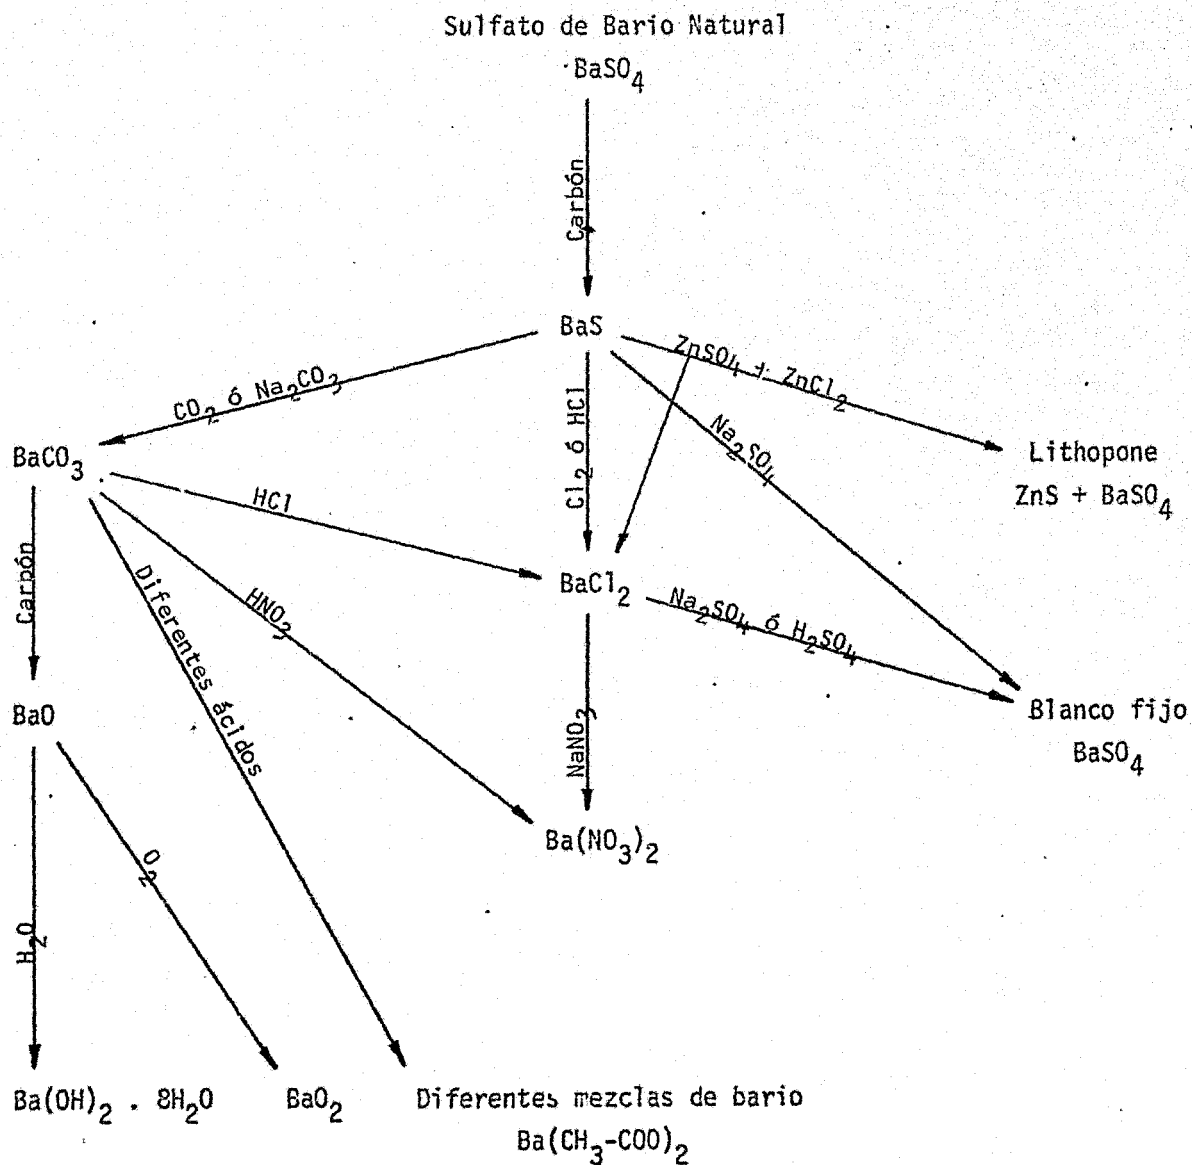 Sulfato de Bario Natural
BaSO4
Carbón
BaS
ZnSO4 + ZnCl2
CO2 ó Na2CO3
Cl2 ó HCl
Na2SO4
BaCO3
Lithopone
ZnS + BaSO4
HCl
Carbón
Diferentes ácidos
HNO3
BaCl2
Na2SO4 ó H2SO4
BaO
NaNO3
Blanco fijo
BaSO4
Ba(NO3)2
O2
H2O
Ba(OH)2 . 8H2O
BaO2
Diferentes mezclas de bario
Ba(CH3-COO)2